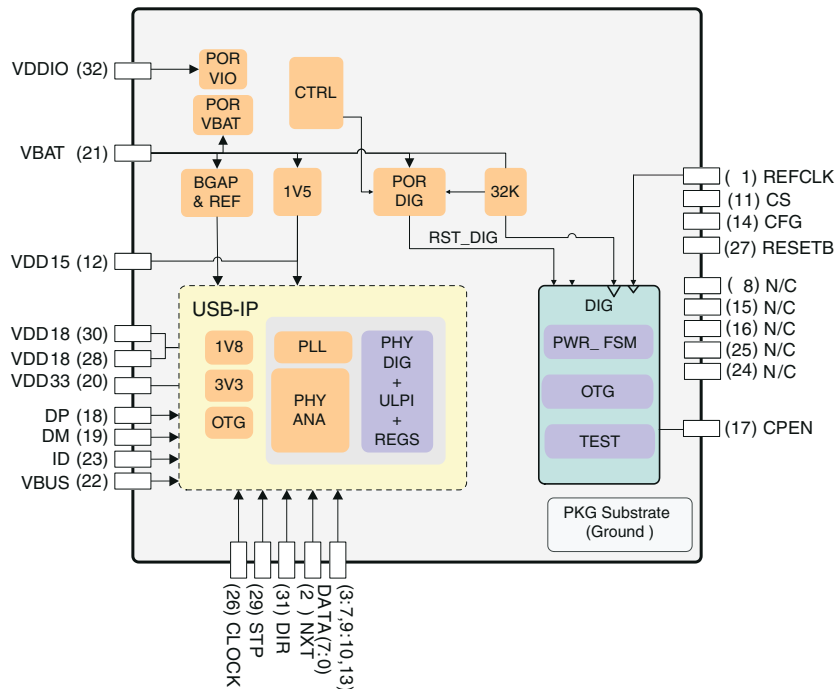 VDDIO (32)
POR
VIO
CTRL
POR
VBAT
VBAT (21)
BGAP
& REF
1V5
POR
DIG
32K
( 1) REFCLK
(11) CS
(14) CFG
(27) RESETB
RST_DIG
VDD15 (12)
( 8) N/C
(15) N/C
(16) N/C
(25) N/C
(24) N/C
USB-IP
DIG
VDD18 (30)
VDD18 (28)
VDD33 (20)
1V8
3V3
OTG
PLL
PHY
ANA
PHY
DIG
+
ULPI
+
REGS
PWR_ FSM
OTG
TEST
DP (18)
DM (19)
ID (23)
VBUS (22)
(17) CPEN
PKG Substrate
(Ground )
(26) CLOCK
(29) STP
(31) DIR
(2 ) NXT
DATA(7:0)
(3:7,9:10,13)